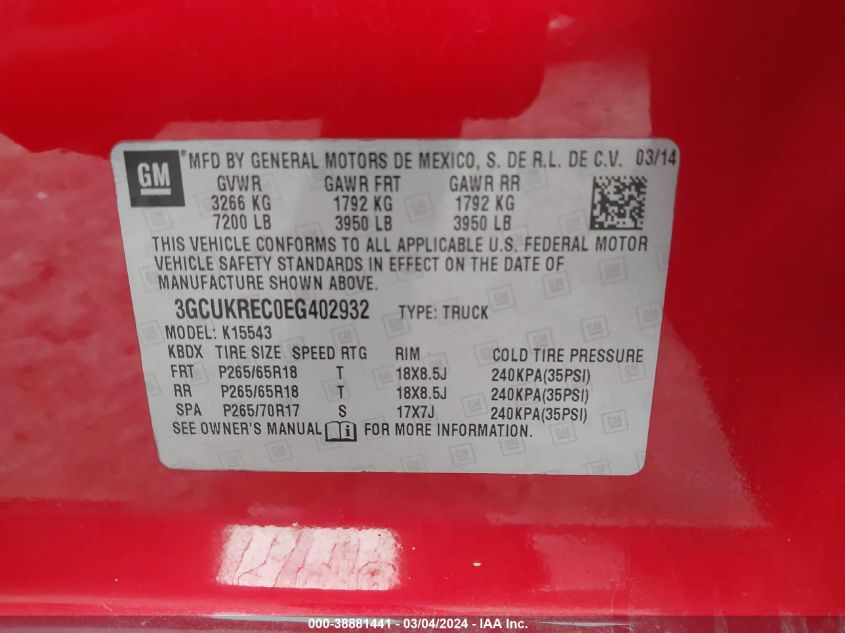 GM
MFD BY GENERAL MOTORS DE MEXICO, S. DE R.L. DE C.V. 03/14
GVWR GAWR FRT GAWR RR
3266 KG 1792 KG 1792 KG
7200 LB 3950 LB 3950 LB
THIS VEHICLE CONFORMS TO ALL APPLICABLE U.S. FEDERAL MOTOR
VEHICLE SAFETY STANDARDS IN EFFECT ON THE DATE OF
MANUFACTURE SHOWN ABOVE.
3GCUKREC0EG402932 TYPE: TRUCK
MODEL: K15543
KBDX TIRE SIZE SPEED RTG RIM COLD TIRE PRESSURE
FRT P265/65R18 T 18X8.5J 240KPA(35PSI)
RR P265/65R18 T 18X8.5J 240KPA(35PSI)
SPA P265/70R17 S 17X7J 240KPA(35PSI)
SEE OWNER'S MANUAL FOR MORE INFORMATION.
000-38881441 - 03/04/2024 - IAA Inc.